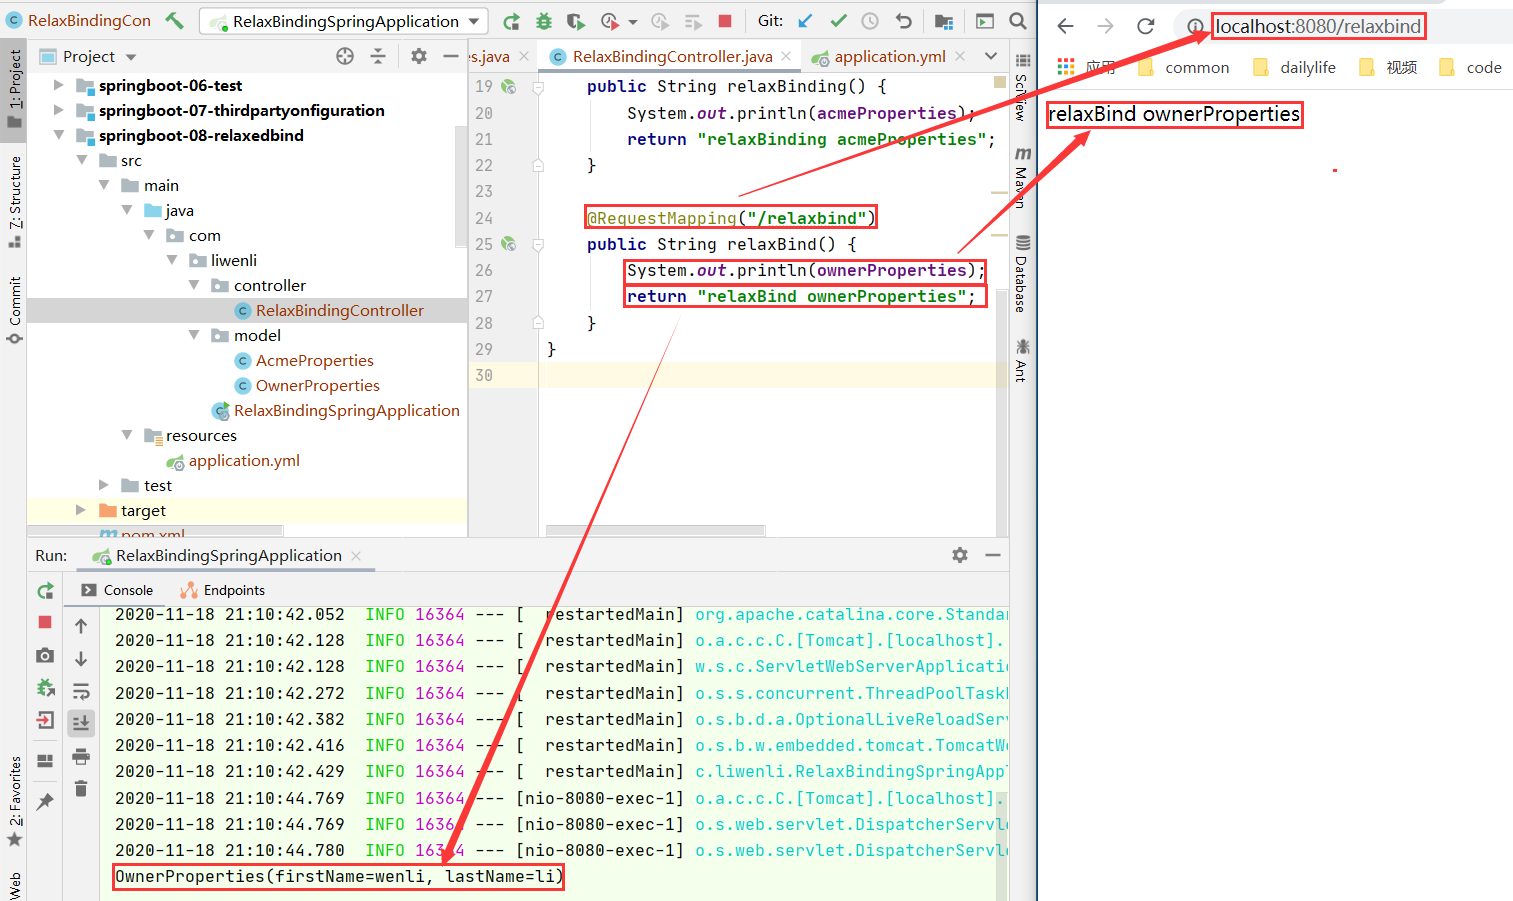 RelaxBindingCon
RelaxBindingSpringApplication
Git:
Project
es.java
RelaxBindingController.java
application.yml
springboot-06-test
springboot-07-thirdpartyonfiguration
springboot-08-relaxedbind
src
main
java
com
liwenli
controller
RelaxBindingController
model
AcmeProperties
OwnerProperties
RelaxBindingSpringApplication
resources
application.yml
test
target
pom.xml
1: Project
7: Structure
Commit
2: Favorites
Web
19 public String relaxBinding() {
20 System.out.println(acmeProperties);
21 return "relaxBinding acmeProperties";
22 }
23
24 @RequestMapping("/relaxbind")
25 public String relaxBind() {
26 System.out.println(ownerProperties);
27 return "relaxBind ownerProperties";
28 }
29 }
30
SciView
Maven
Database
Ant
Run:
RelaxBindingSpringApplication
Console
Endpoints
2020-11-18 21:10:42.052 INFO 16364 --- [ restartedMain] org.apache.catalina.core.Standar
2020-11-18 21:10:42.128 INFO 16364 --- [ restartedMain] o.a.c.c.C.[Tomcat].[localhost].
2020-11-18 21:10:42.128 INFO 16364 --- [ restartedMain] w.s.c.ServletWebServerApplicatio
2020-11-18 21:10:42.272 INFO 16364 --- [ restartedMain] o.s.s.concurrent.ThreadPoolTask
2020-11-18 21:10:42.382 INFO 16364 --- [ restartedMain] o.s.b.d.a.OptionalLiveReloadServ
2020-11-18 21:10:42.416 INFO 16364 --- [ restartedMain] o.s.b.w.embedded.tomcat.TomcatWe
2020-11-18 21:10:42.429 INFO 16364 --- [ restartedMain] c.liwenli.RelaxBindingSpringAppl
2020-11-18 21:10:44.769 INFO 16364 --- [nio-8080-exec-1] o.a.c.c.C.[Tomcat].[localhost].
2020-11-18 21:10:44.769 INFO 16364 --- [nio-8080-exec-1] o.s.web.servlet.DispatcherServle
2020-11-18 21:10:44.780 INFO 16364 --- [nio-8080-exec-1] o.s.web.servlet.DispatcherServle
OwnerProperties(firstName=wenli, lastName=li)
localhost:8080/relaxbind
应用
common
dailylife
视频
code
relaxBind ownerProperties